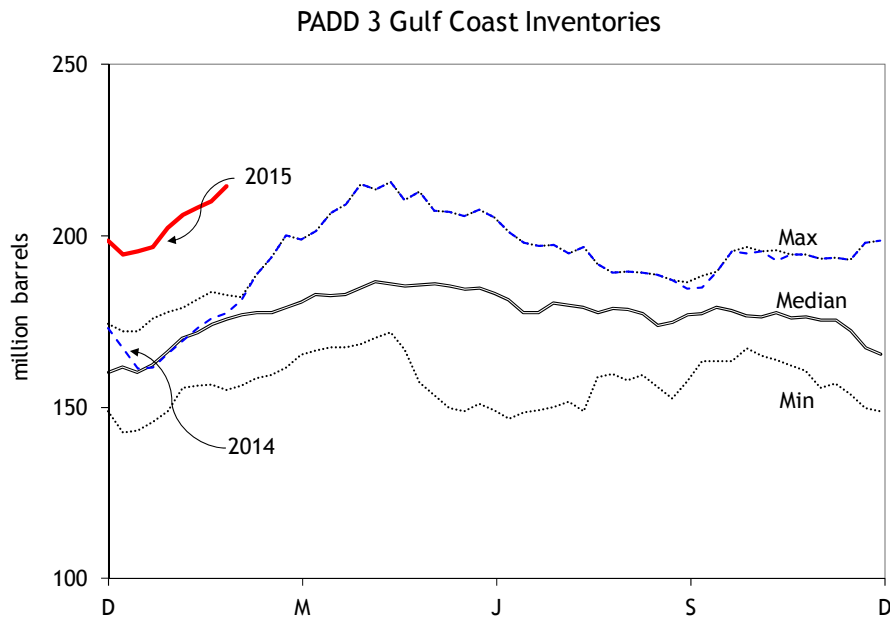 PADD 3 Gulf Coast Inventories
250
200
150
100
million barrels
2015
Max
Median
Min
2014
D M J S D